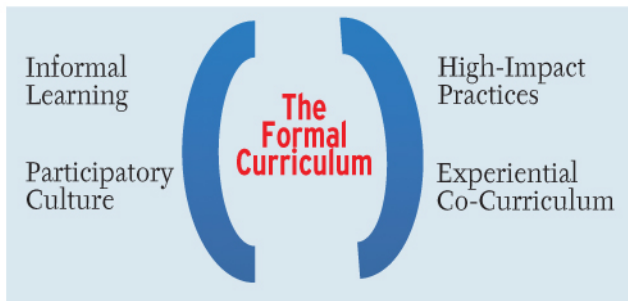 Informal
Learning
Participatory
Culture
The
Formal
Curriculum
High-Impact
Practices
Experiential
Co-Curriculum